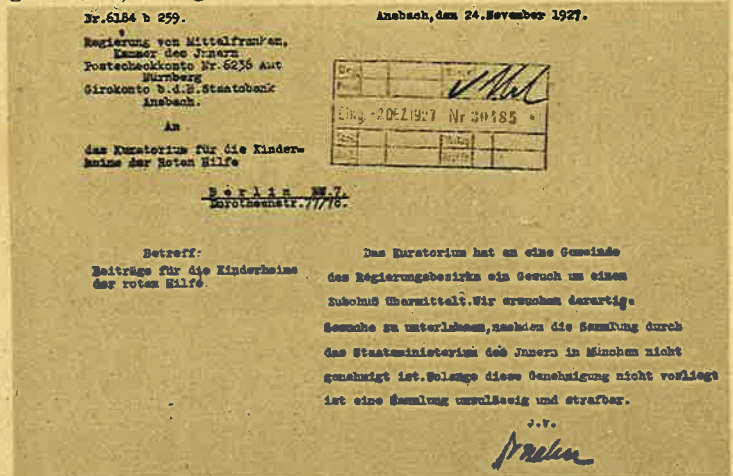 Nr.6184 b 259.
Ansbach, den 24.November 1927.
Regierung von Mittelfranken,
Kammer des Jnnern
Postscheckkonto Nr.6236 Amt
Nürnberg
Girokonto b.d.B.Staatsbank
Ansbach.
An
das Kuratorium für die Kinder=
heime der Roten Hilfe
Berlin NW.7.
Dorotheenstr.77/78.
Eing. -2 DEZ 1927 Nr 30185
Betreff:
Beiträge für die Kinderheime
der roten Hilfe.
Das Kuratorium hat an eine Gemeinde
des Regierungsbezirks ein Gesuch um einen
Zuschuß übermittelt.Wir ersuchen derartige
Gesuche zu unterlassen,nachdem die Sammlung durch
das Staatsministerium des Jnnern in München nicht
genehmigt ist.Solange diese Genehmigung nicht vorliegt
ist eine Sammlung unzulässig und strafbar.
J.V.